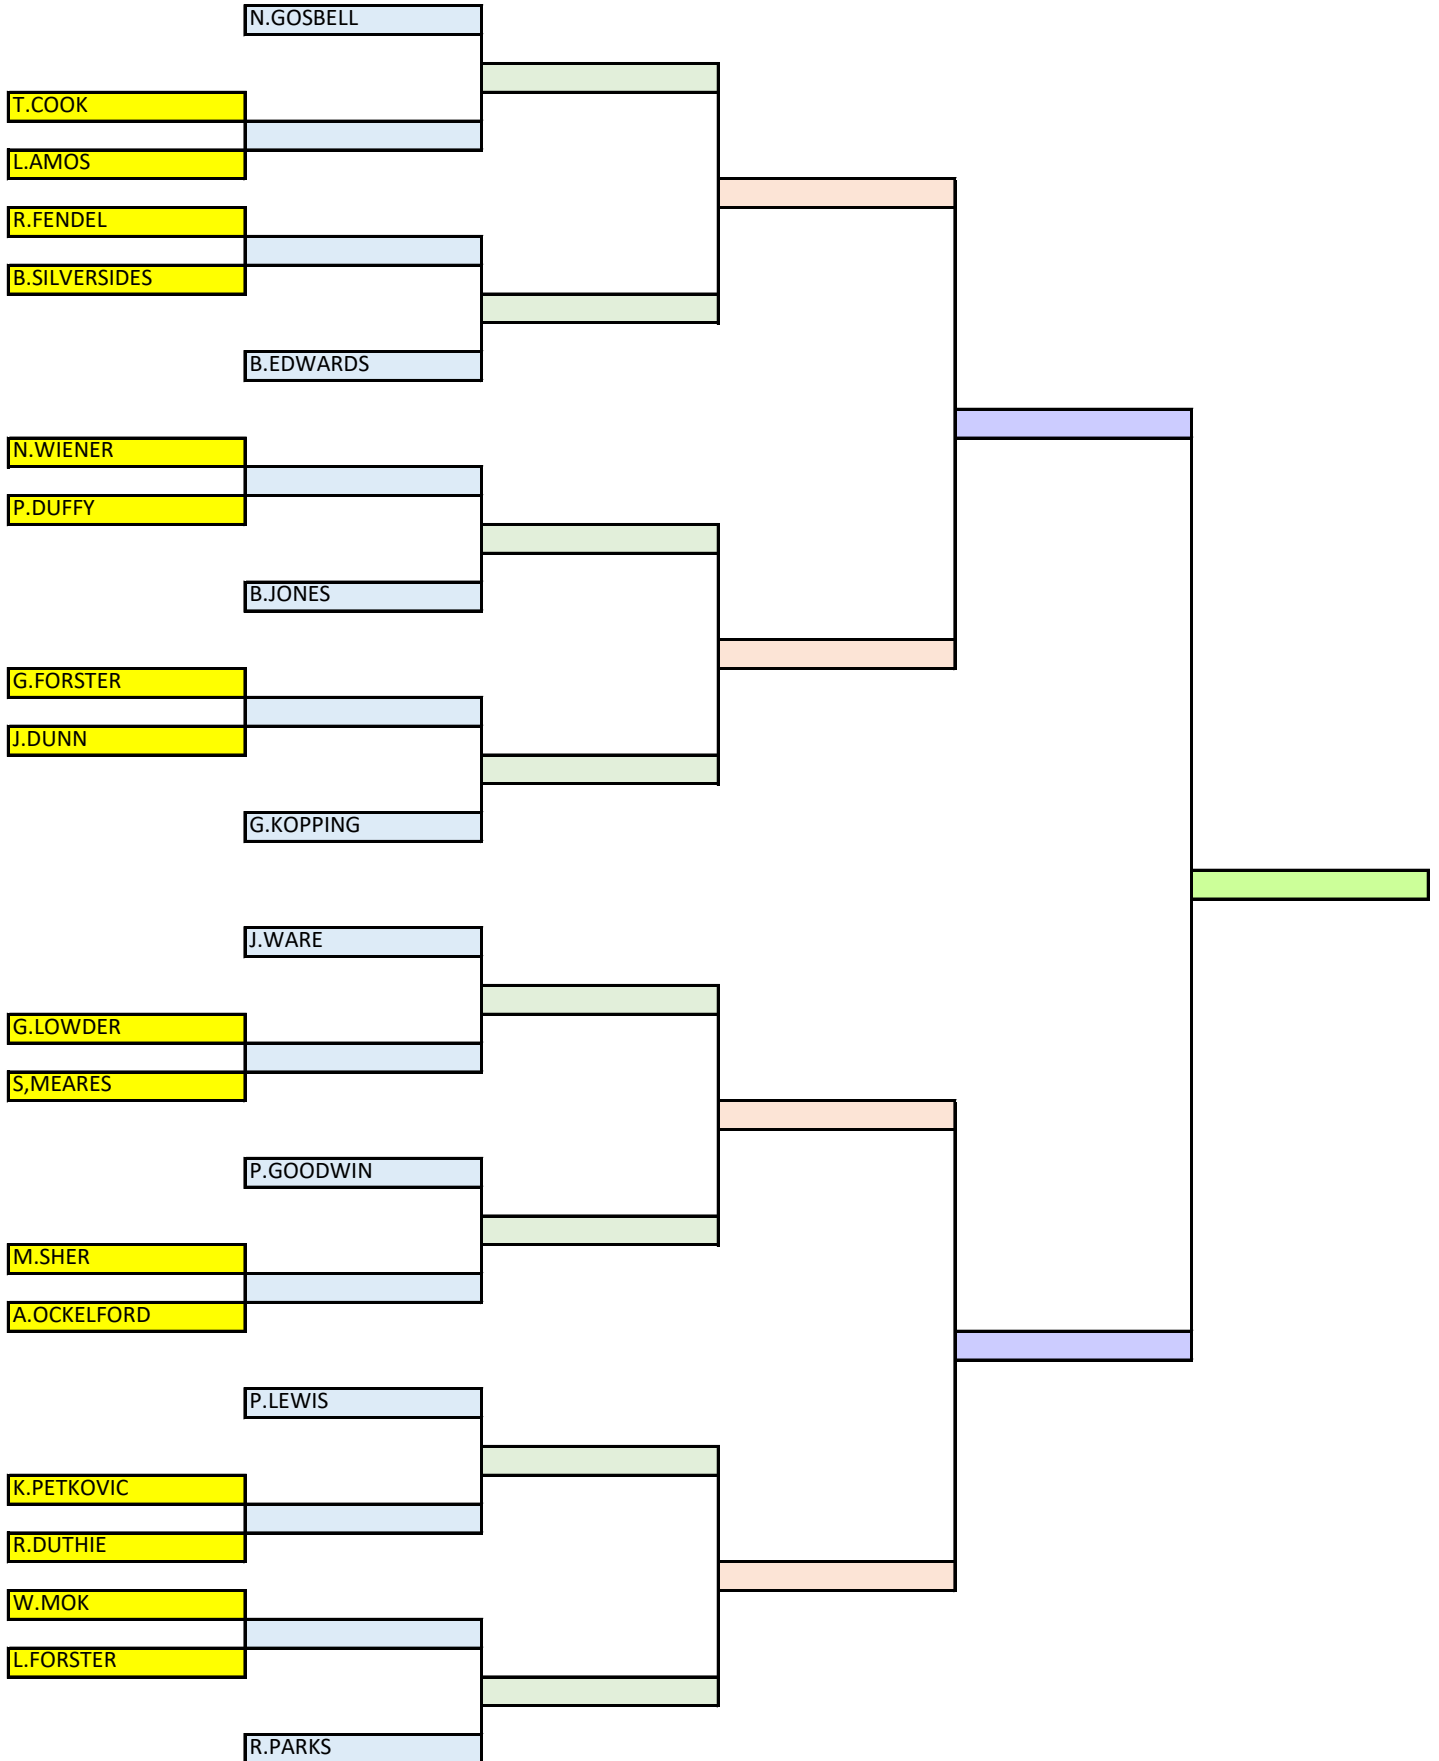 N.GOSBELL
T.COOK
L.AMOS
R.FENDEL
B.SILVERSIDES
B.EDWARDS
N.WIENER
P.DUFFY
B.JONES
G.FORSTER
J.DUNN
G.KOPPING
J.WARE
G.LOWDER
S,MEARES
P.GOODWIN
M.SHER
A.OCKELFORD
P.LEWIS
K.PETKOVIC
R.DUTHIE
W.MOK
L.FORSTER
R.PARKS